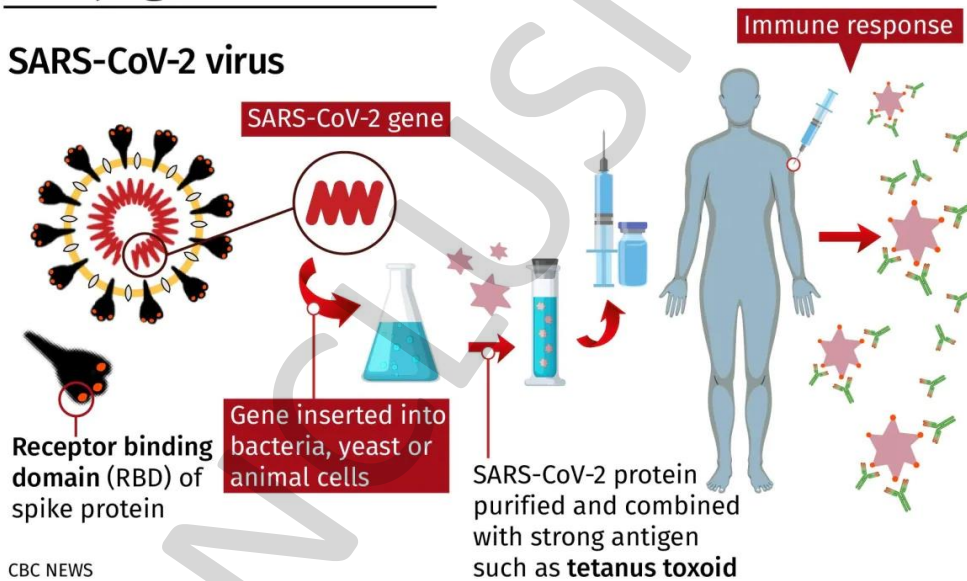 Immune response
SARS-CoV-2 virus
SARS-CoV-2 gene
Receptor binding
domain (RBD) of
spike protein
Gene inserted into
bacteria, yeast or
animal cells
SARS-CoV-2 protein
purified and combined
with strong antigen
such as tetanus toxoid
CBC NEWS